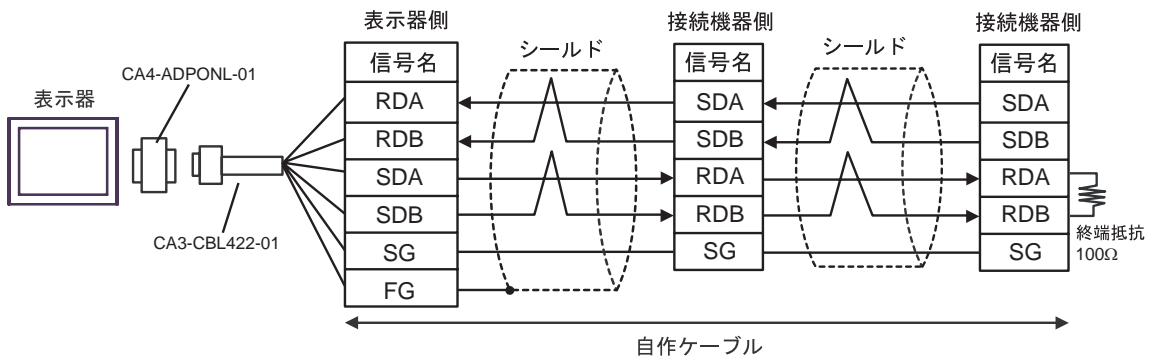 表示器
CA4-ADPONL-01
CA3-CBL422-01
表示器側
信号名
RDA
RDB
SDA
SDB
SG
FG
シールド
接続機器側
信号名
SDA
SDB
RDA
RDB
SG
シールド
接続機器側
信号名
SDA
SDB
RDA
RDB
SG
終端抵抗
100Ω
自作ケーブル